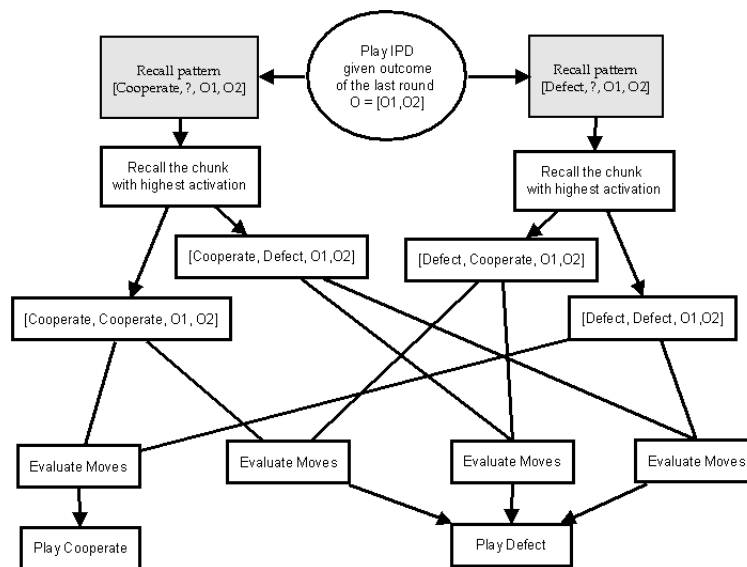 Play IPD
given outcome
of the last round
O = [O1,O2]
Recall pattern
[Cooperate, ?, O1, O2]
Recall pattern
[Defect, ?, O1, O2]
Recall the chunk
with highest activation
Recall the chunk
with highest activation
[Cooperate, Defect, O1,O2]
[Defect, Cooperate, O1,O2]
[Cooperate, Cooperate, O1, O2]
[Defect, Defect, O1,O2]
Evaluate Moves
Evaluate Moves
Evaluate Moves
Evaluate Moves
Play Cooperate
Play Defect